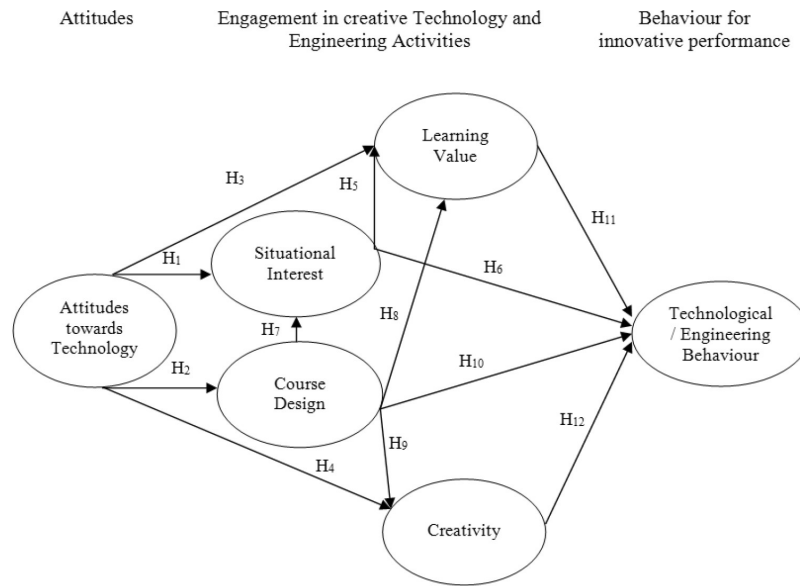 Attitudes
Engagement in creative Technology and
Engineering Activities
Behaviour for
innovative performance
Learning
Value
H3
H5
H11
Situational
Interest
H1
H6
Attitudes
towards
Technology
H7
H8
Technological
/ Engineering
Behaviour
H2
Course
Design
H10
H4
H9
H12
Creativity